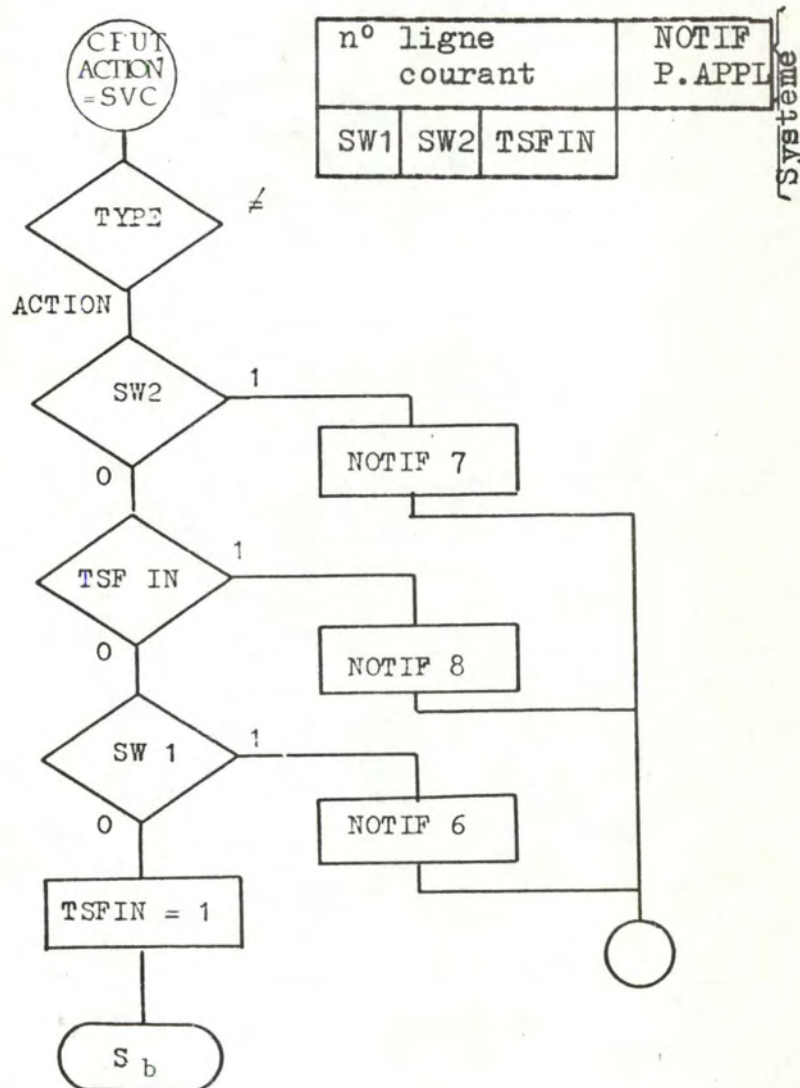 CFUT
ACTION
=SVC
n° ligne
courant
NOTIF
P.APPL
Systeme
SW1
SW2
TSFIN
TYPE
≠
ACTION
SW2
1
NOTIF 7
0
TSF IN
1
NOTIF 8
0
SW 1
1
NOTIF 6
0
TSFIN = 1
S b